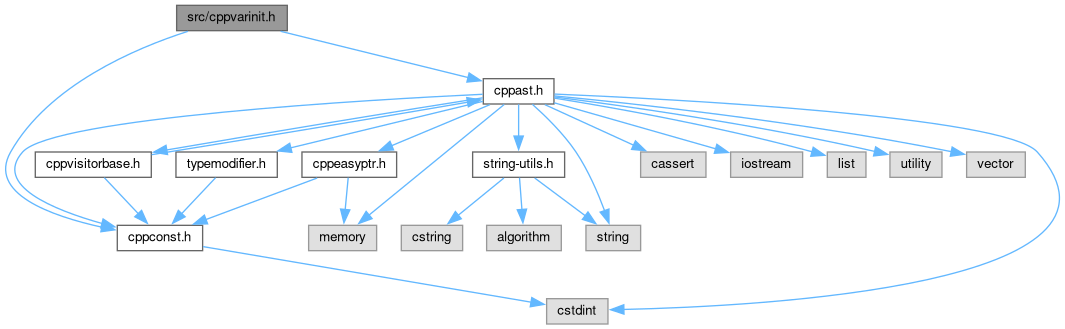 src/cppvarinit.h
cppast.h
cppvisitorbase.h
typemodifier.h
cppeasyptr.h
string-utils.h
cassert
iostream
list
utility
vector
cppconst.h
memory
cstring
algorithm
string
cstdint